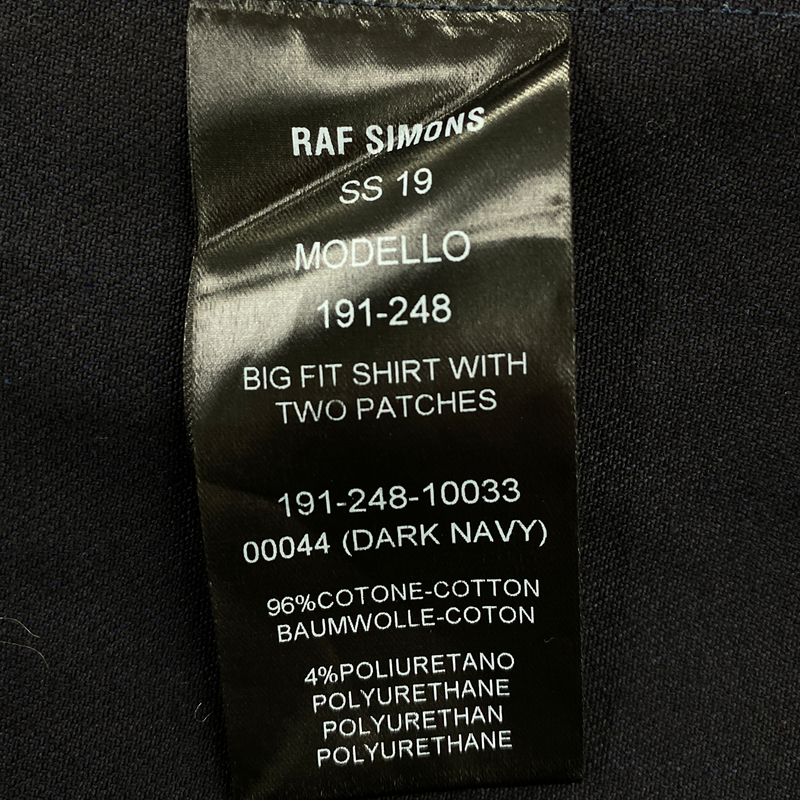 RAF SIMONS
SS 19
MODELLO
191-248
BIG FIT SHIRT WITH
TWO PATCHES
191-248-10033
00044 (DARK NAVY)
96%COTONE-COTTON
BAUMWOLLE-COTON
4%POLIURETANO
POLYURETHANE
POLYURETHAN
POLYURETHANE